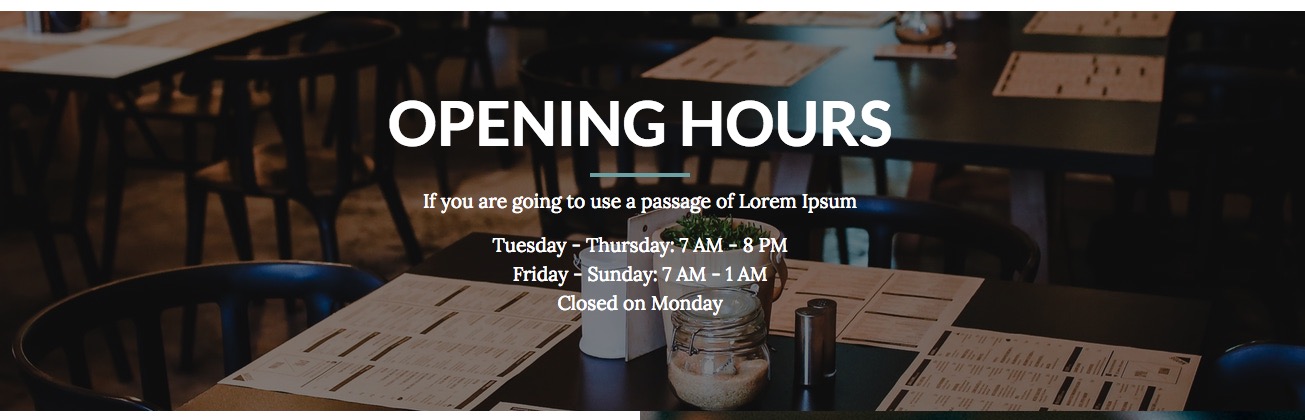 OPENING HOURS
If you are going to use a passage of Lorem Ipsum
Tuesday - Thursday: 7 AM - 8 PM
Friday - Sunday: 7 AM - 1 AM
Closed on Monday